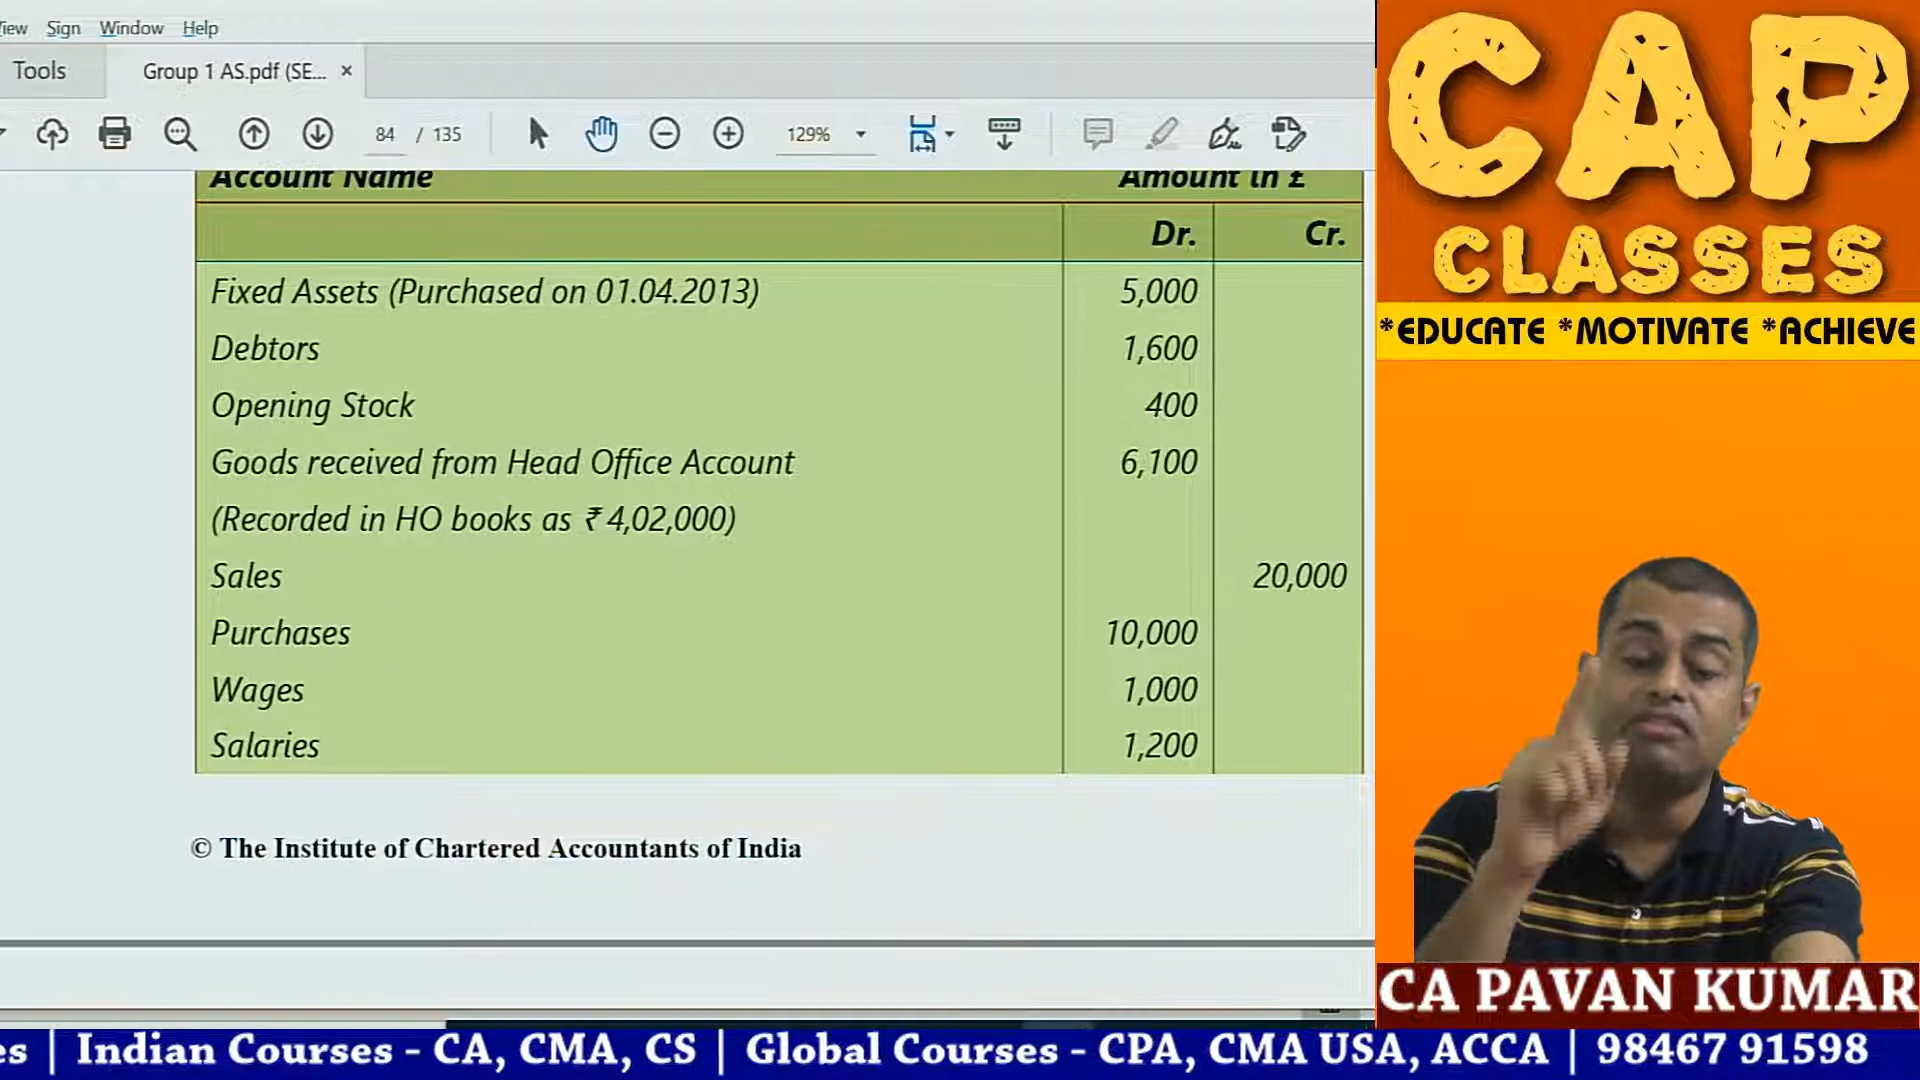 iew Sign Window Help
Tools Group 1 AS.pdf (SE... ×
84 / 135 129%
Account Name Amount in £
Dr. Cr.
Fixed Assets (Purchased on 01.04.2013) 5,000
Debtors 1,600
Opening Stock 400
Goods received from Head Office Account 6,100
(Recorded in HO books as ₹ 4,02,000)
Sales 20,000
Purchases 10,000
Wages 1,000
Salaries 1,200
© The Institute of Chartered Accountants of India
CAP
CLASSES
*EDUCATE *MOTIVATE *ACHIEVE
CA PAVAN KUMAR
es | Indian Courses - CA, CMA, CS | Global Courses - CPA, CMA USA, ACCA | 98467 91598